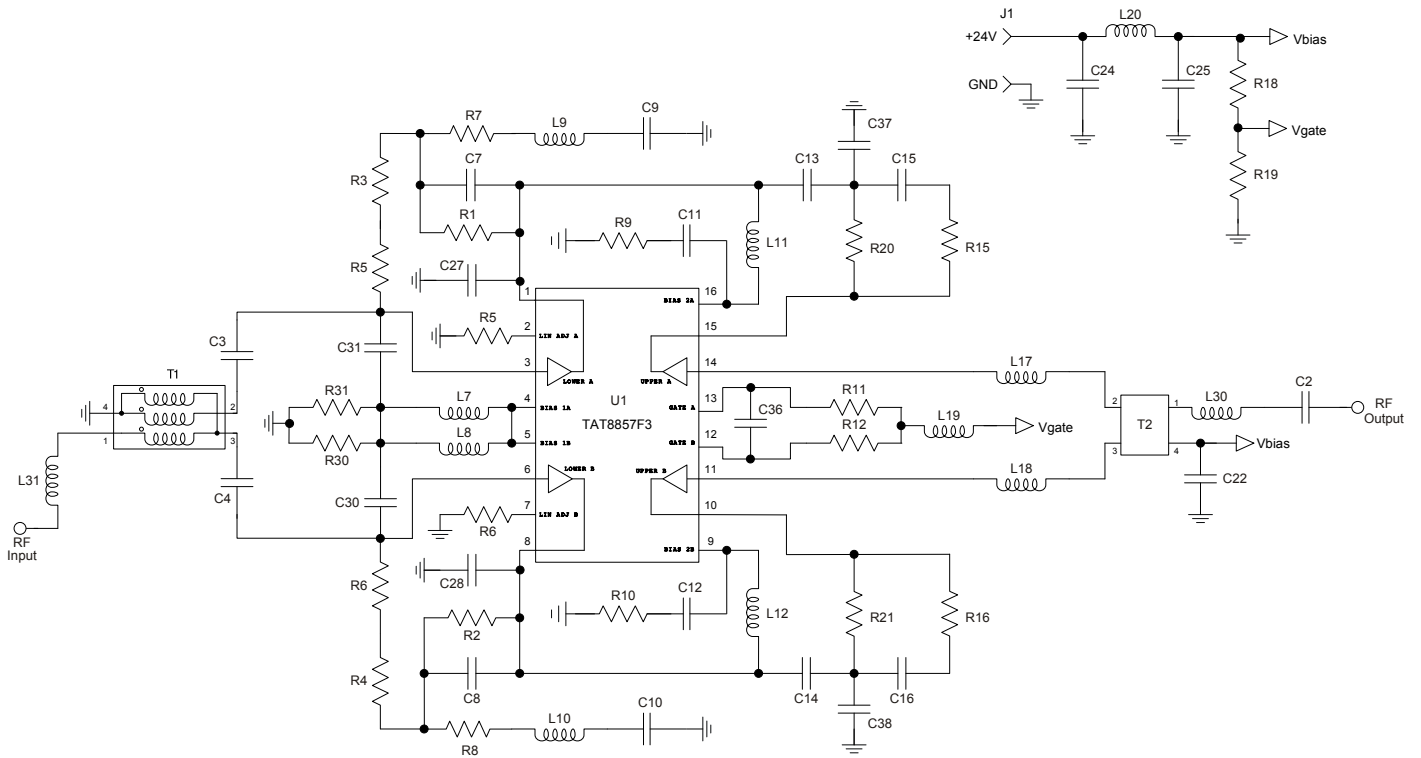 J1
L20
+24V
Vbias
C24
C25
R18
GND
Vgate
R19
R7
L9
C9
C37
C7
C13
C15
R3
R1
R9
C11
L11
R20
R15
R5
C27
1
16
BIAS 2A
R5
2
LIN ADJ A
15
C3
C31
3
LOWER A
14
UPPER A
L17
T1
R31
L7
4
BIAS 1A
U1
TAT8857F3
13
GATE A
R11
2
1
L30
C2
RF
Output
4
2
C36
L19
Vgate
T2
1
3
R30
L8
5
BIAS 1B
12
GATE B
R12
3
4
Vbias
L31
C4
C30
6
LOWER B
11
UPPER B
L18
C22
RF
Input
R6
7
LIN ADJ B
10
8
9
BIAS 2B
R6
C28
R10
C12
L12
R21
R16
R2
R4
C8
C14
C16
R8
L10
C10
C38